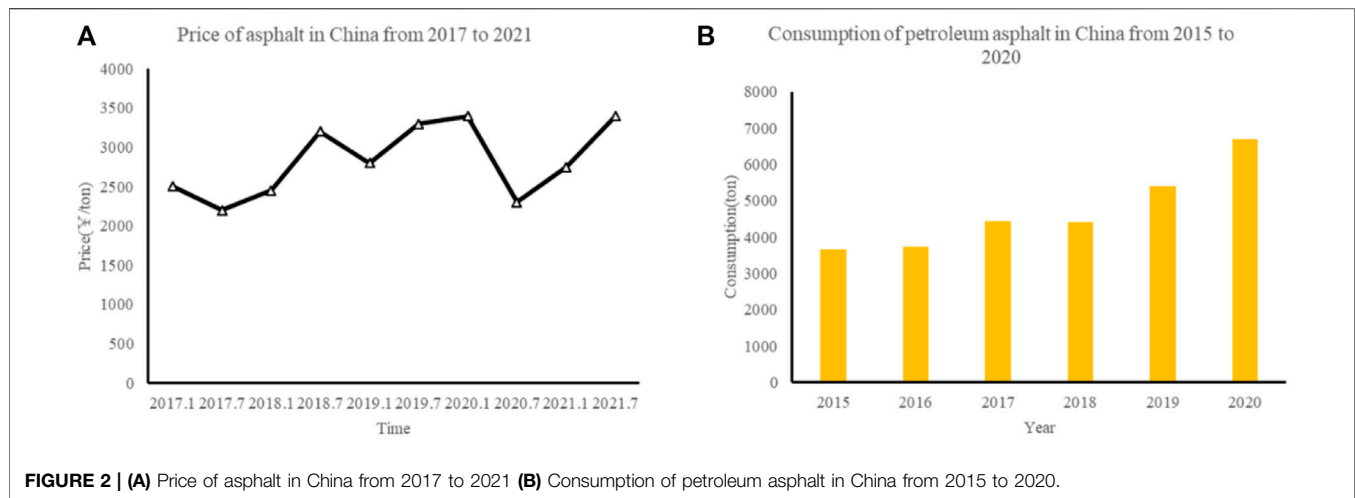 A
Price of asphalt in China from 2017 to 2021
4000
3500
3000
2500
2000
1500
1000
500
0
Price(¥/ton)
2017.1 2017.7 2018.1 2018.7 2019.1 2019.7 2020.1 2020.7 2021.1 2021.7
Time
B
Consumption of petroleum asphalt in China from 2015 to
2020
8000
7000
6000
5000
4000
3000
2000
1000
0
Consumption(ton)
2015 2016 2017 2018 2019 2020
Year
FIGURE 2 | (A) Price of asphalt in China from 2017 to 2021 (B) Consumption of petroleum asphalt in China from 2015 to 2020.